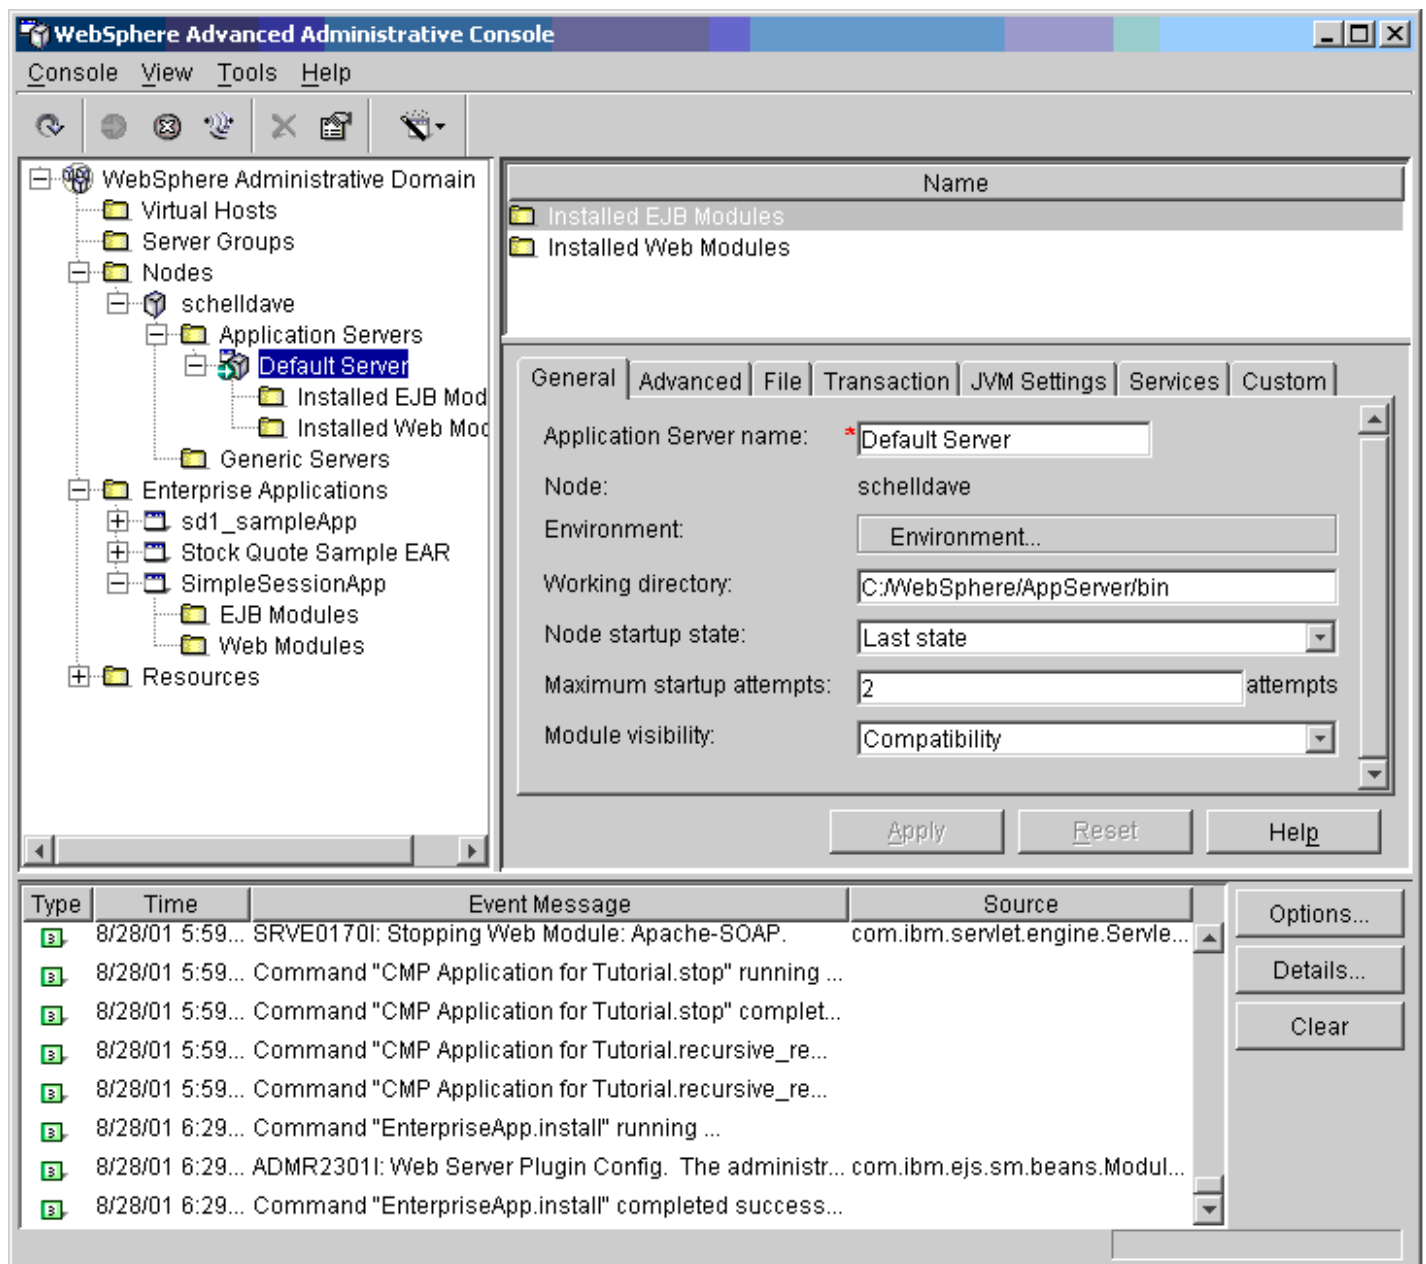 WebSphere Advanced Administrative Console
Console View Tools Help
WebSphere Administrative Domain
Virtual Hosts
Server Groups
Nodes
schelldave
Application Servers
Default Server
Installed EJB Mod
Installed Web Moc
Generic Servers
Enterprise Applications
sd1_sampleApp
Stock Quote Sample EAR
SimpleSessionApp
EJB Modules
Web Modules
Resources
Name
Installed EJB Modules
Installed Web Modules
General Advanced File Transaction JVM Settings Services Custom
Application Server name: *Default Server
Node: schelldave
Environment: Environment...
Working directory: C:/WebSphere/AppServer/bin
Node startup state: Last state
Maximum startup attempts: 2 attempts
Module visibility: Compatibility
Apply Reset Help
Type Time Event Message Source
8/28/01 5:59... SRVE0170I: Stopping Web Module: Apache-SOAP. com.ibm.servlet.engine.Servle...
8/28/01 5:59... Command "CMP Application for Tutorial.stop" running ...
8/28/01 5:59... Command "CMP Application for Tutorial.stop" complet...
8/28/01 5:59... Command "CMP Application for Tutorial.recursive_re...
8/28/01 5:59... Command "CMP Application for Tutorial.recursive_re...
8/28/01 6:29... Command "EnterpriseApp.install" running ...
8/28/01 6:29... ADMR2301I: Web Server Plugin Config. The administr... com.ibm.ejs.sm.beans.Modul...
8/28/01 6:29... Command "EnterpriseApp.install" completed success...
Options...
Details...
Clear